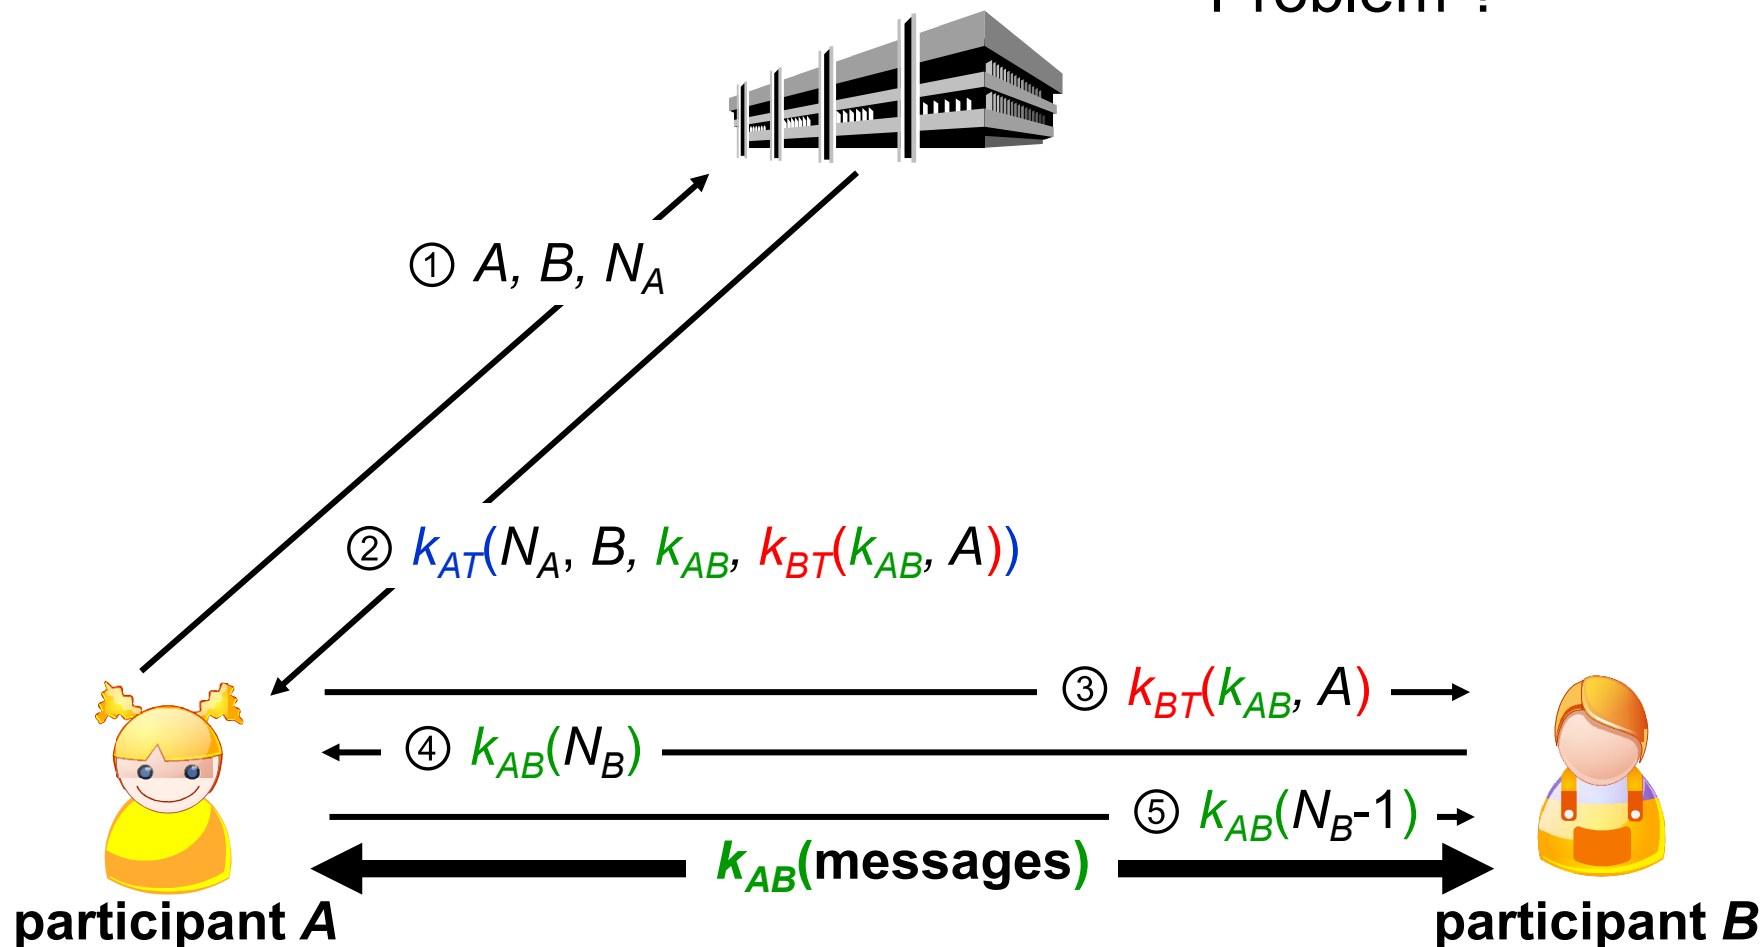 Problem ?
① A, B, N_A
② k_AT(N_A, B, k_AB, k_BT(k_AB, A))
③ k_BT(k_AB, A)
④ k_AB(N_B)
⑤ k_AB(N_B-1)
k_AB(messages)
participant A
participant B